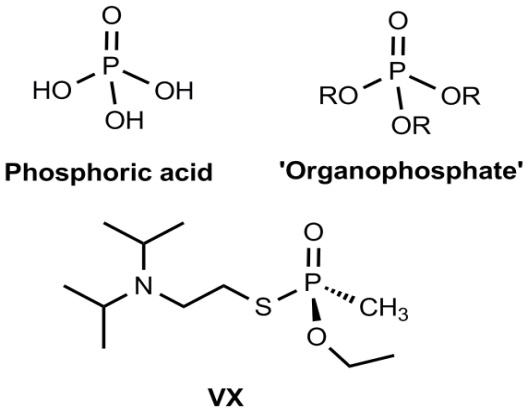 O
P
HO
OH
OH
Phosphoric acid
O
P
RO
OR
OR
'Organophosphate'
O
N
S
P
CH3
O
VX